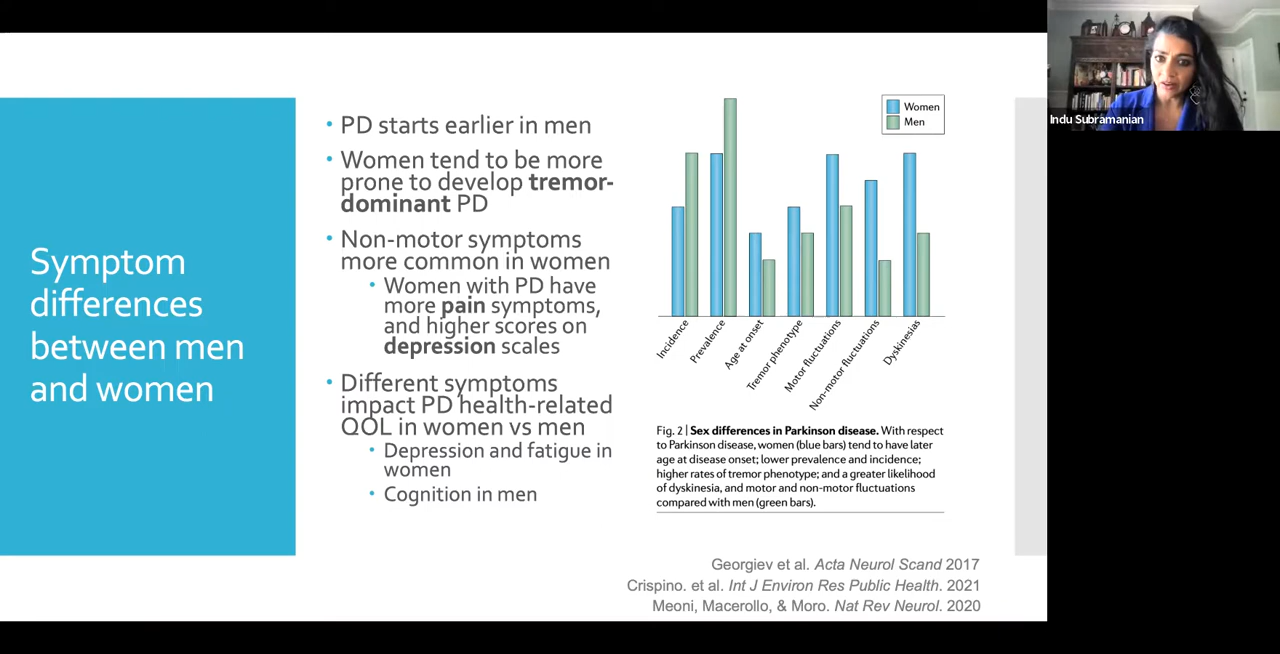 Symptom
differences
between men
and women
• PD starts earlier in men
• Women tend to be more
prone to develop tremor-
dominant PD
• Non-motor symptoms
more common in women
• Women with PD have
more pain symptoms,
and higher scores on
depression scales
• Different symptoms
impact PD health-related
QOL in women vs men
• Depression and fatigue in
women
• Cognition in men
Women
Men
Incidence
Prevalence
Age at onset
Tremor phenotype
Motor fluctuations
Non-motor fluctuations
Dyskinesias
Fig. 2 | Sex differences in Parkinson disease. With respect
to Parkinson disease, women (blue bars) tend to have later
age at disease onset; lower prevalence and incidence;
higher rates of tremor phenotype; and a greater likelihood
of dyskinesia, and motor and non-motor fluctuations
compared with men (green bars).
Georgiev et al. Acta Neurol Scand 2017
Crispino. et al. Int J Environ Res Public Health. 2021
Meoni, Macerollo, & Moro. Nat Rev Neurol. 2020
Indu Subramanian